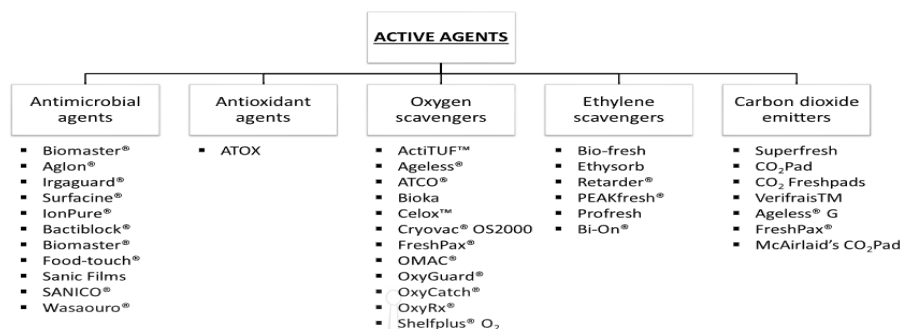 ACTIVE AGENTS
Antimicrobial
agents
▪ Biomaster®
▪ AgIon®
▪ Irgaguard®
▪ Surfacine®
▪ IonPure®
▪ Bactiblock®
▪ Biomaster®
▪ Food-touch®
▪ Sanic Films
▪ SANICO®
▪ Wasaouro®
Antioxidant
agents
▪ ATOX
Oxygen
scavengers
▪ ActiTUF™
▪ Ageless®
▪ ATCO®
▪ Bioka
▪ Celox™
▪ Cryovac® OS2000
▪ FreshPax®
▪ OMAC®
▪ OxyGuard®
▪ OxyCatch®
▪ OxyRx®
▪ Shelfplus® O₂
Ethylene
scavengers
▪ Bio-fresh
▪ Ethysorb
▪ Retarder®
▪ PEAKfresh®
▪ Profresh
▪ Bi-On®
Carbon dioxide
emitters
▪ Superfresh
▪ CO₂Pad
▪ CO₂ Freshpads
▪ VerifraisTM
▪ Ageless® G
▪ FreshPax®
▪ McAirlaid’s CO₂Pad